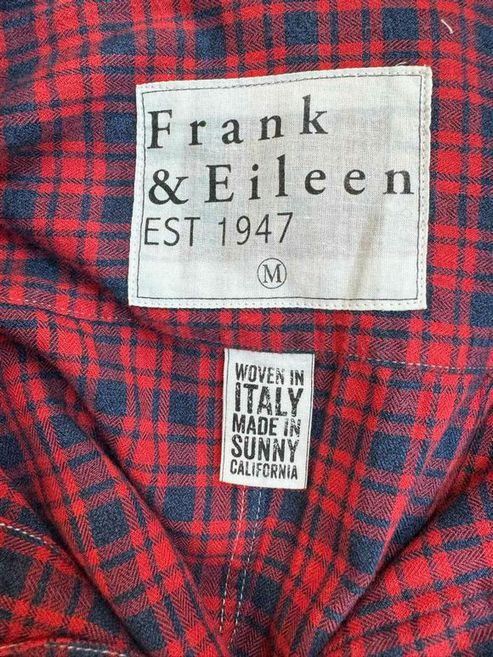 Frank
& Eileen
EST 1947
M
WOVEN IN
ITALY
MADE IN
SUNNY
CALIFORNIA